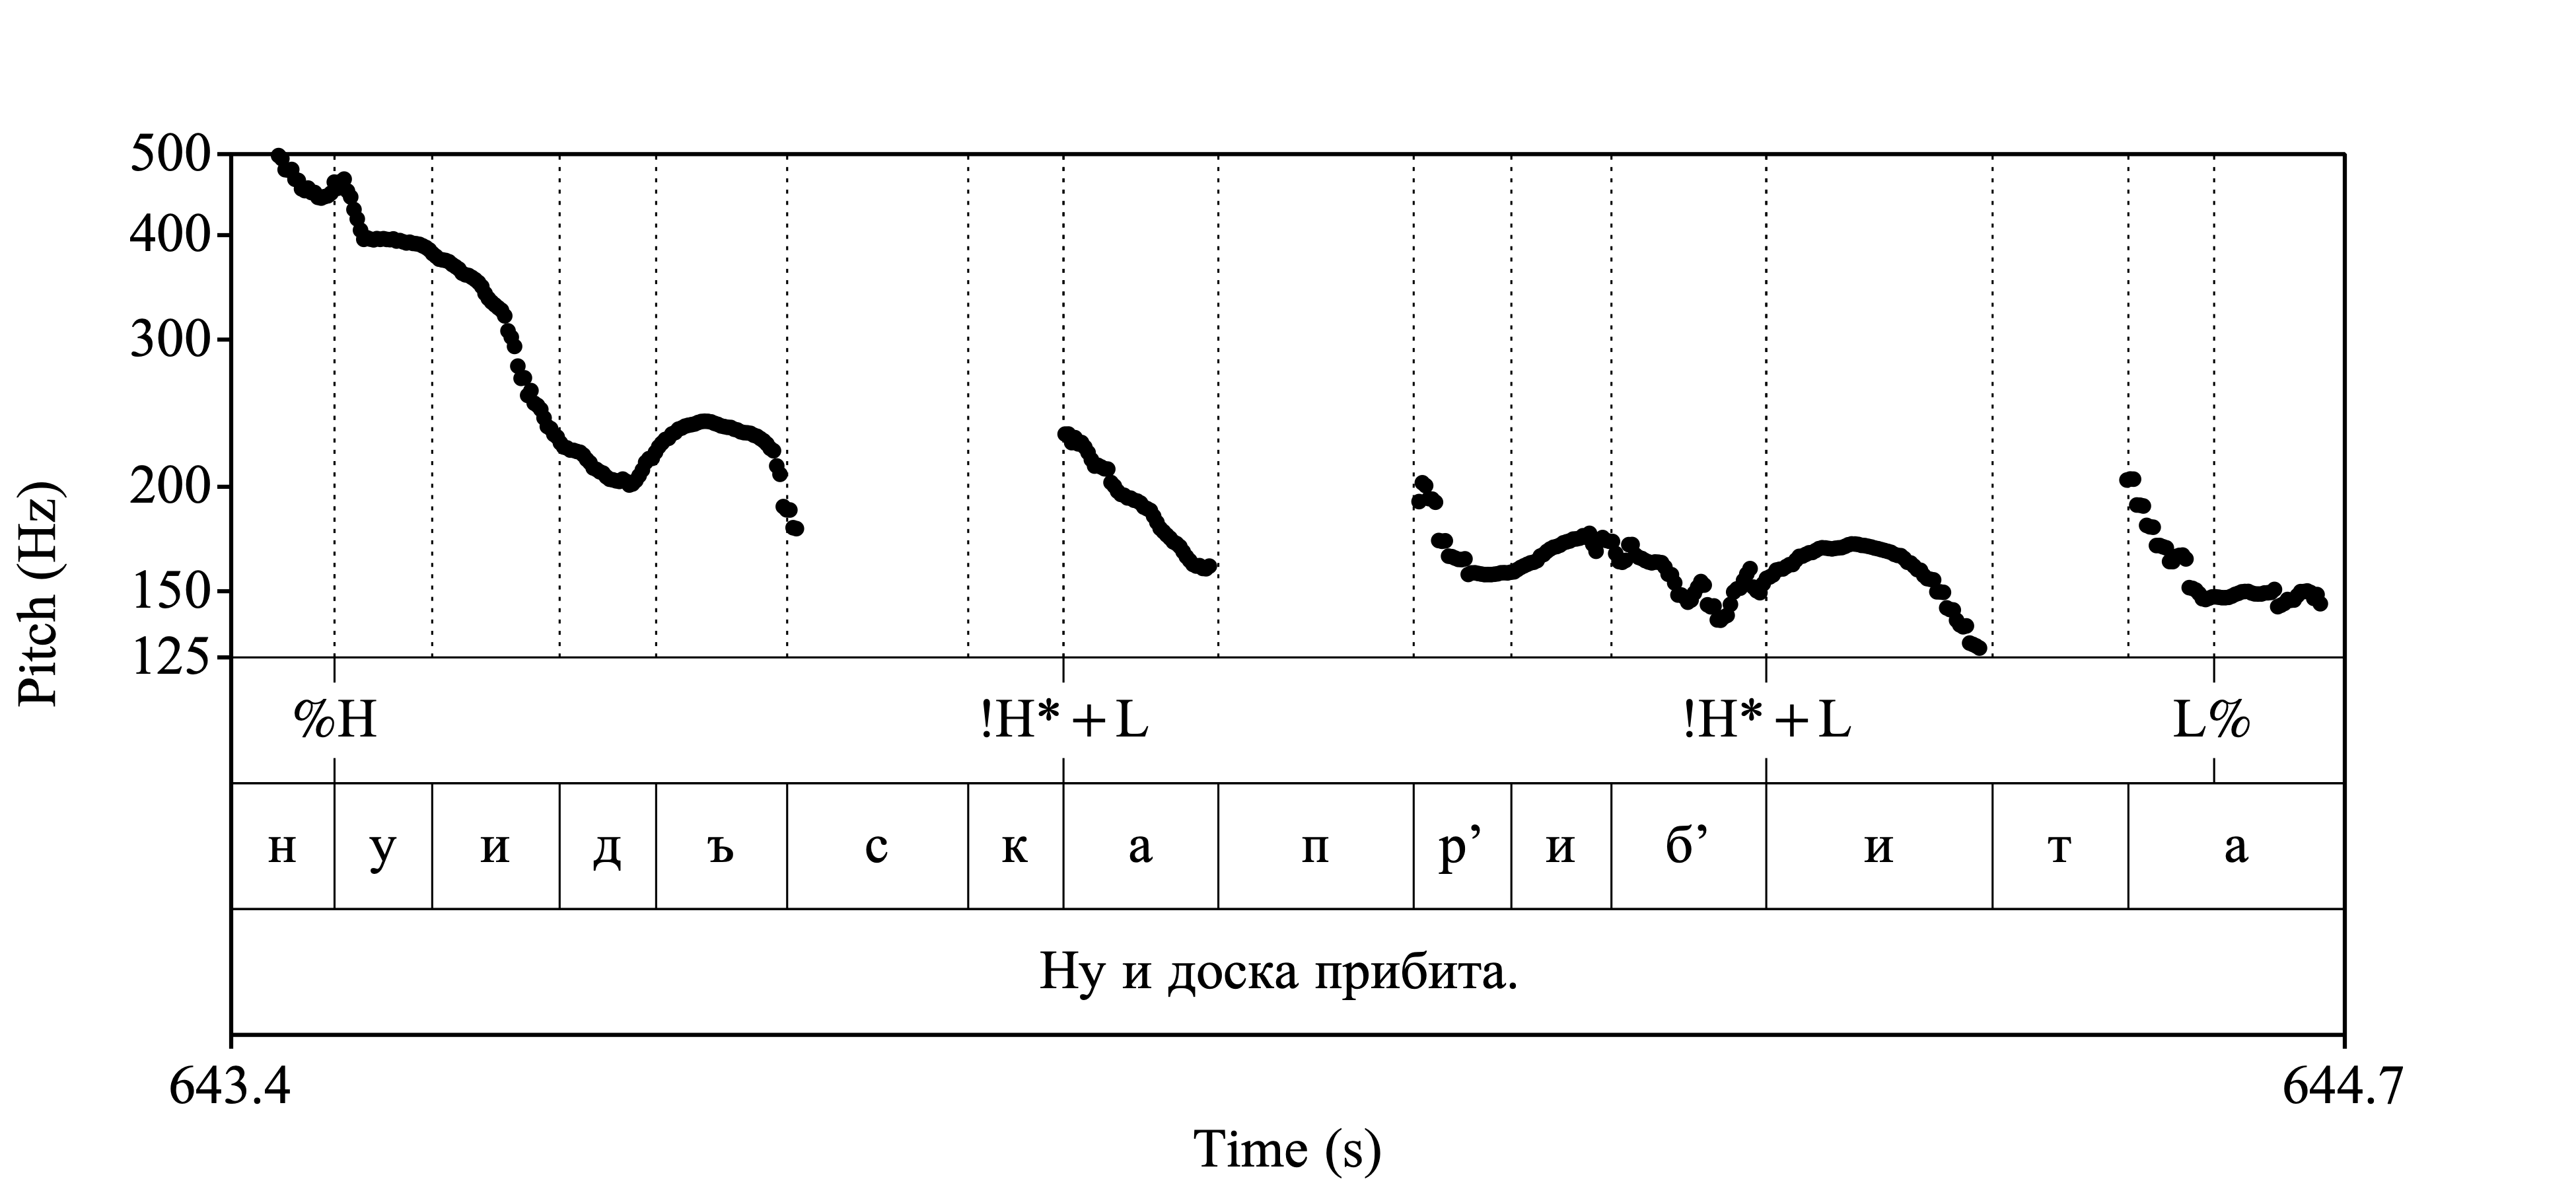 Pitch (Hz)
500
400
300
200
150
125
%H !H* + L !H* + L L%
н у и д ъ с к а п р’ и б’ и т а
Ну и доска прибита.
643.4 644.7
Time (s)